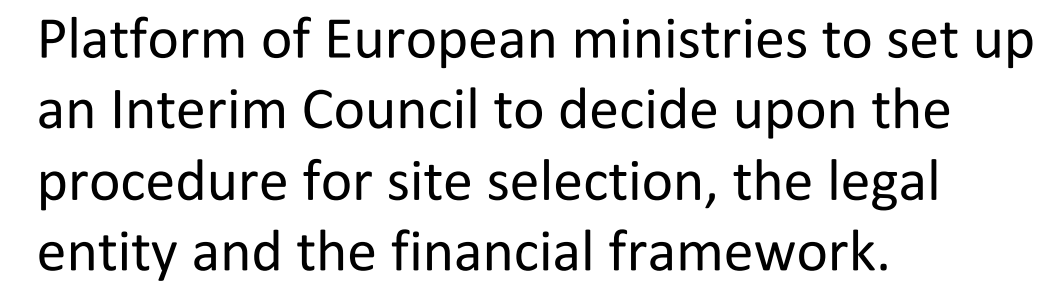 Platform of European ministries to set up
an Interim Council to decide upon the
procedure for site selection, the legal
entity and the financial framework.